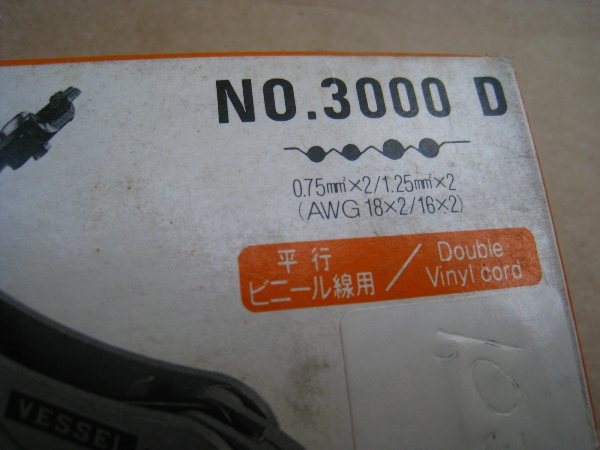 NO.3000 D
0.75mm²×2/1.25mm²×2
(AWG 18×2/16×2)
平行
ビニール線用
/
Double
Vinyl cord
VESSEL